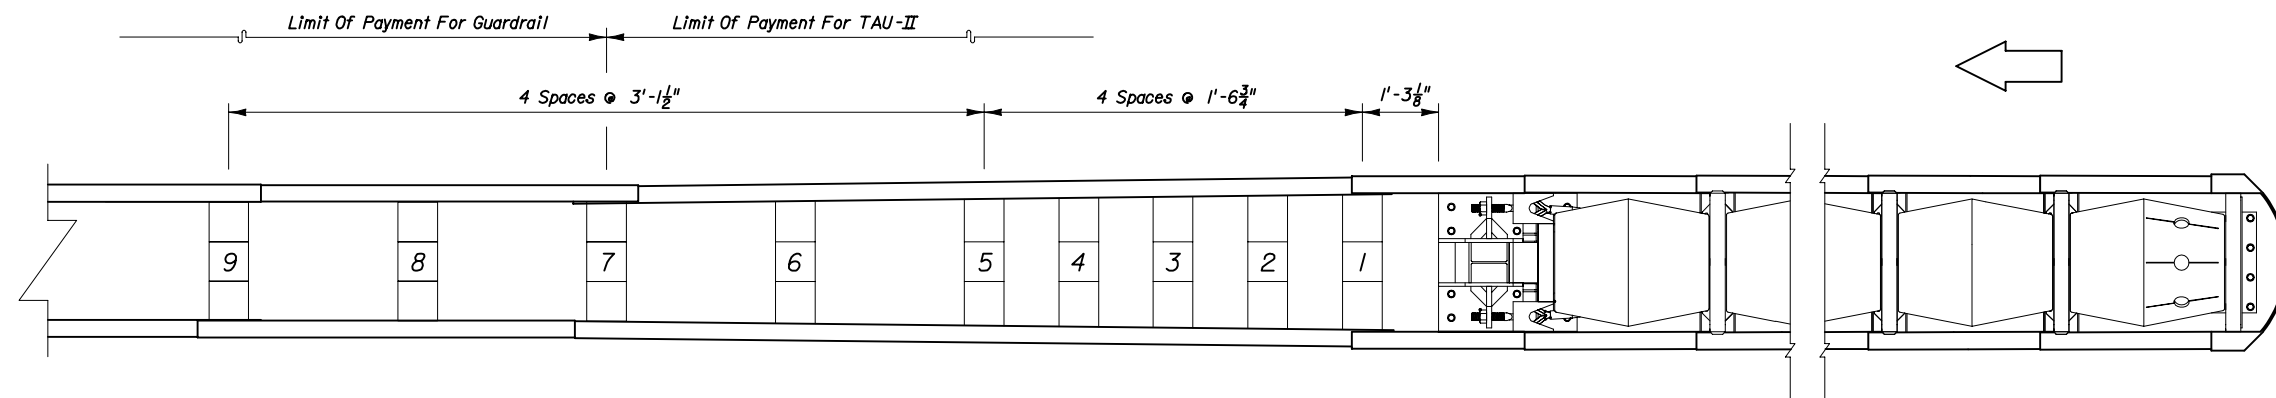 Limit Of Payment For Guardrail
Limit Of Payment For TAU-II
4 Spaces @ 3'-1½"
4 Spaces @ 1'-6¾"
1'-3⅛"
9 8 7 6 5 4 3 2 1